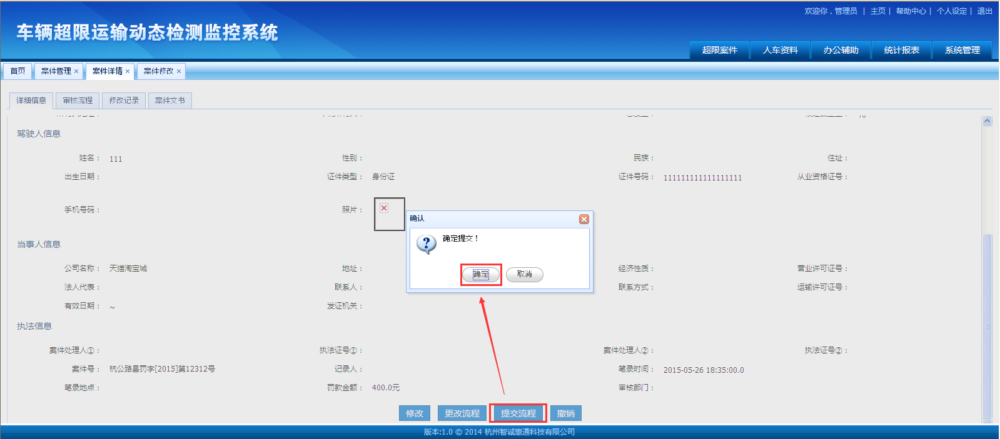 欢迎你，管理员 | 主页 | 帮助中心 | 个人设定 | 退出
车辆超限运输动态检测监控系统
超限案件 人车资料 办公辅助 统计报表 系统管理
首页 案件管理 × 案件详情 × 案件修改 ×
详细信息 审核流程 修改记录 案件文书
驾驶人信息
姓名： 111 性别： 民族： 住址：
出生日期： 证件类型： 身份证 证件号码： 111111111111111111 从业资格证号：
手机号码： 照片：
确认
确定提交！
确定 取消
当事人信息
公司名称： 天猫淘宝城 地址： 经济性质： 营业许可证号：
法人代表： 联系人： 联系方式： 运输许可证号：
有效日期： ~ 发证机关：
执法信息
案件处理人①： 执法证号①： 案件处理人②： 执法证号②：
案件号： 杭公路昌罚字[2015]第12312号 记录人： 笔录时间： 2015-05-26 18:35:00.0
笔录地点： 罚款金额： 400.0元 审核部门：
修改 更改流程 提交流程 撤销
版本:1.0 © 2014 杭州智诚惠通科技有限公司